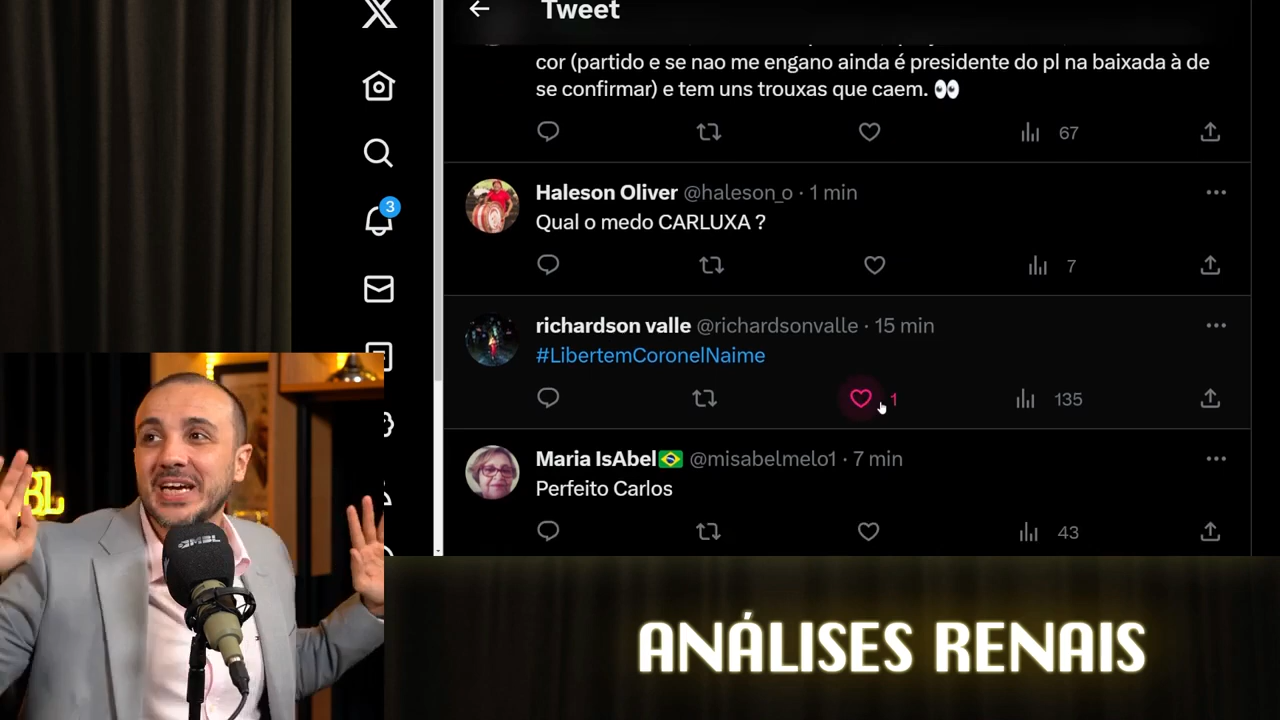 Tweet
cor (partido e se nao me engano ainda é presidente do pl na baixada à de
se confirmar) e tem uns trouxas que caem. 👀
67
Haleson Oliver @haleson_o · 1 min
Qual o medo CARLUXA ?
7
3
richardson valle @richardsonvalle · 15 min
#LibertemCoronelNaime
1 135
Maria IsAbel🇧🇷 @misabelmelo1 · 7 min
Perfeito Carlos
43
BL
MBL
ANÁLISES RENAIS